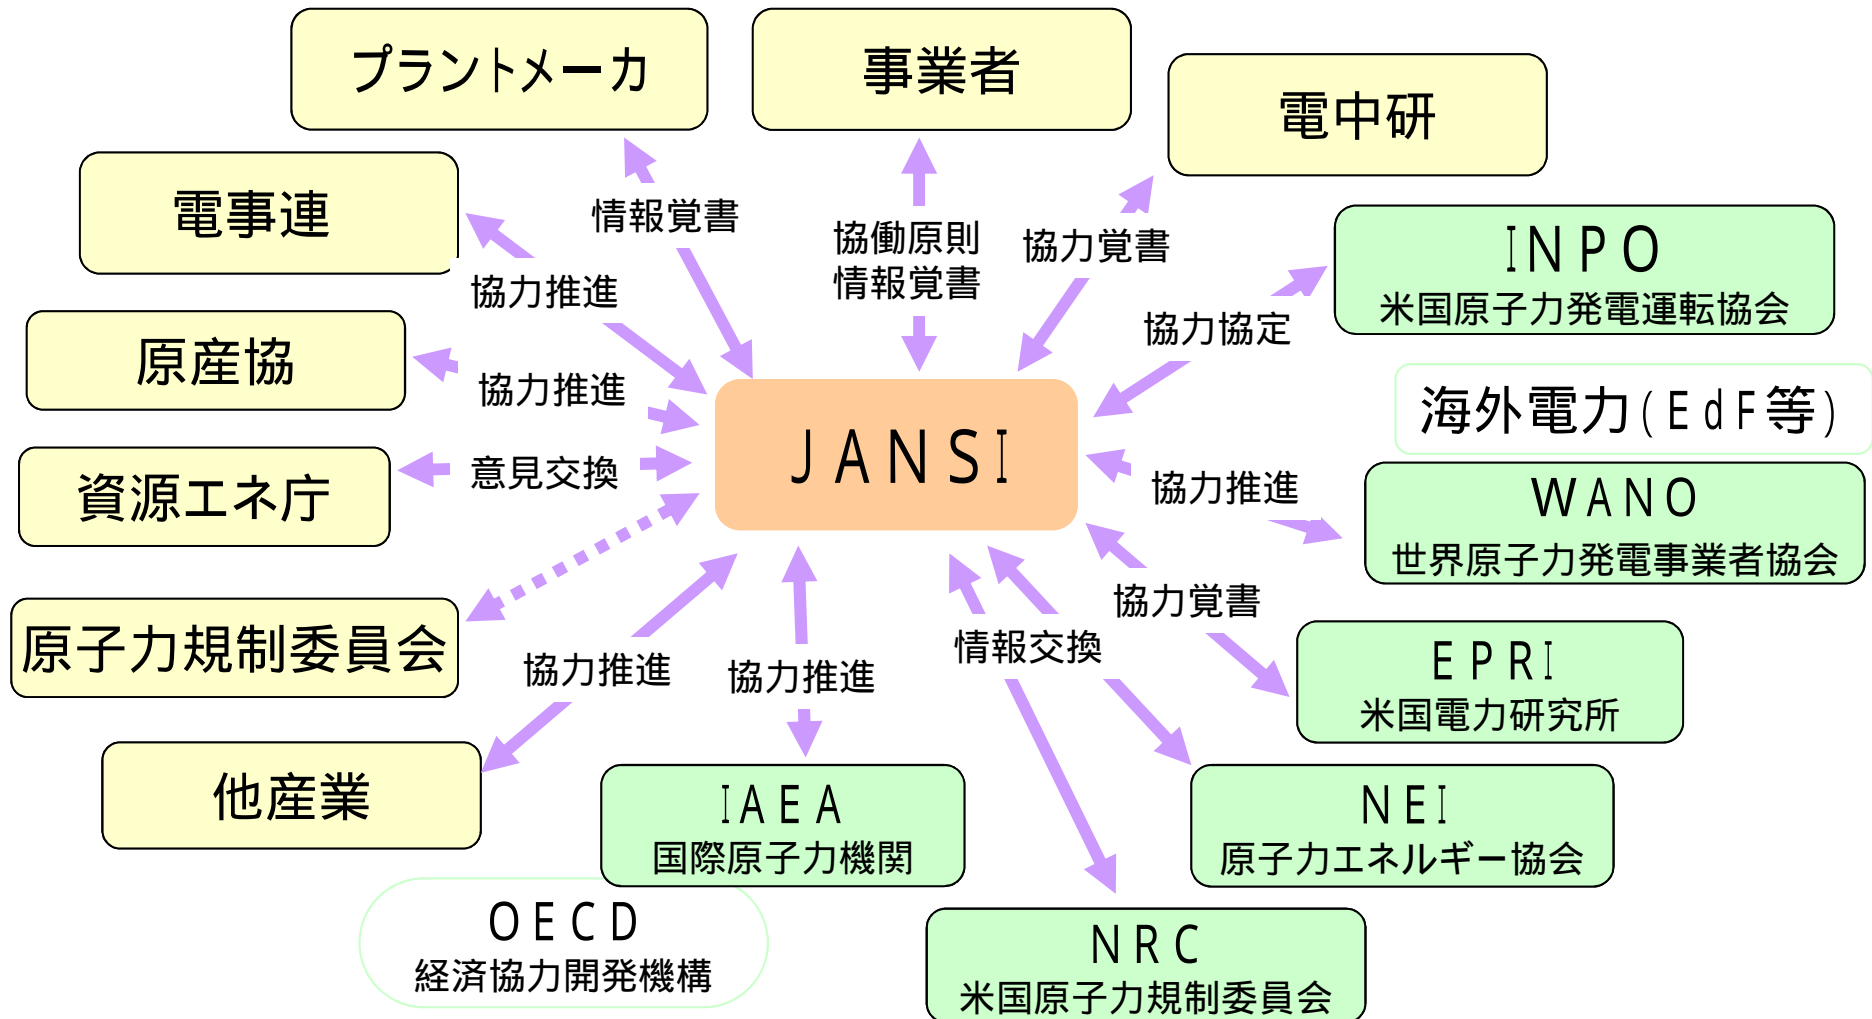 プラントメーカ
事業者
電中研
電事連
情報覚書
協働原則
情報覚書
協力覚書
INPO
米国原子力発電運転協会
協力推進
協力協定
原産協
協力推進
海外電力(EdF等)
JANSI
資源エネ庁
意見交換
協力推進
WANO
世界原子力発電事業者協会
原子力規制委員会
協力推進
協力推進
情報交換
協力覚書
EPRI
米国電力研究所
他産業
IAEA
国際原子力機関
NEI
原子力エネルギー協会
OECD
経済協力開発機構
NRC
米国原子力規制委員会